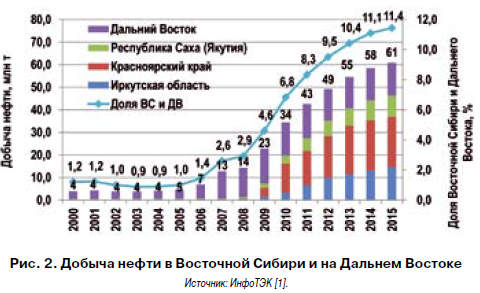 80,0
70,0
60,0
50,0
40,0
30,0
20,0
10,0
0,0
Добыча нефти, млн т
Дальний Восток
Республика Саха (Якутия)
Красноярский край
Иркутская область
Доля ВС и ДВ
1,2 1,2 1,0 0,9 0,9 1,0 1,4 2,6 2,9 4,6 6,8 8,3 9,5 10,4 11,1 11,4
4 4 4 4 4 5 7 13 14 23 34 43 49 55 58 61
2000 2001 2002 2003 2004 2005 2006 2007 2008 2009 2010 2011 2012 2013 2014 2015
12,0
10,0
8,0
6,0
4,0
2,0
0,0
Доля Восточной Сибири и Дальнего
Востока, %
Рис. 2. Добыча нефти в Восточной Сибири и на Дальнем Востоке
Источник: ИнфоТЭК [1].